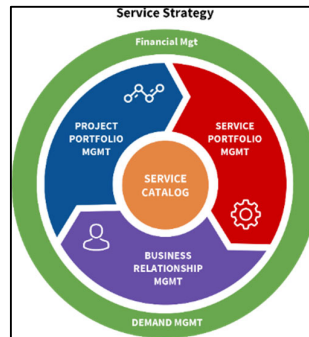 Service Strategy
Financial Mgt
PROJECT
PORTFOLIO
MGMT
SERVICE
PORTFOLIO
MGMT
SERVICE
CATALOG
BUSINESS
RELATIONSHIP
MGMT
DEMAND MGMT